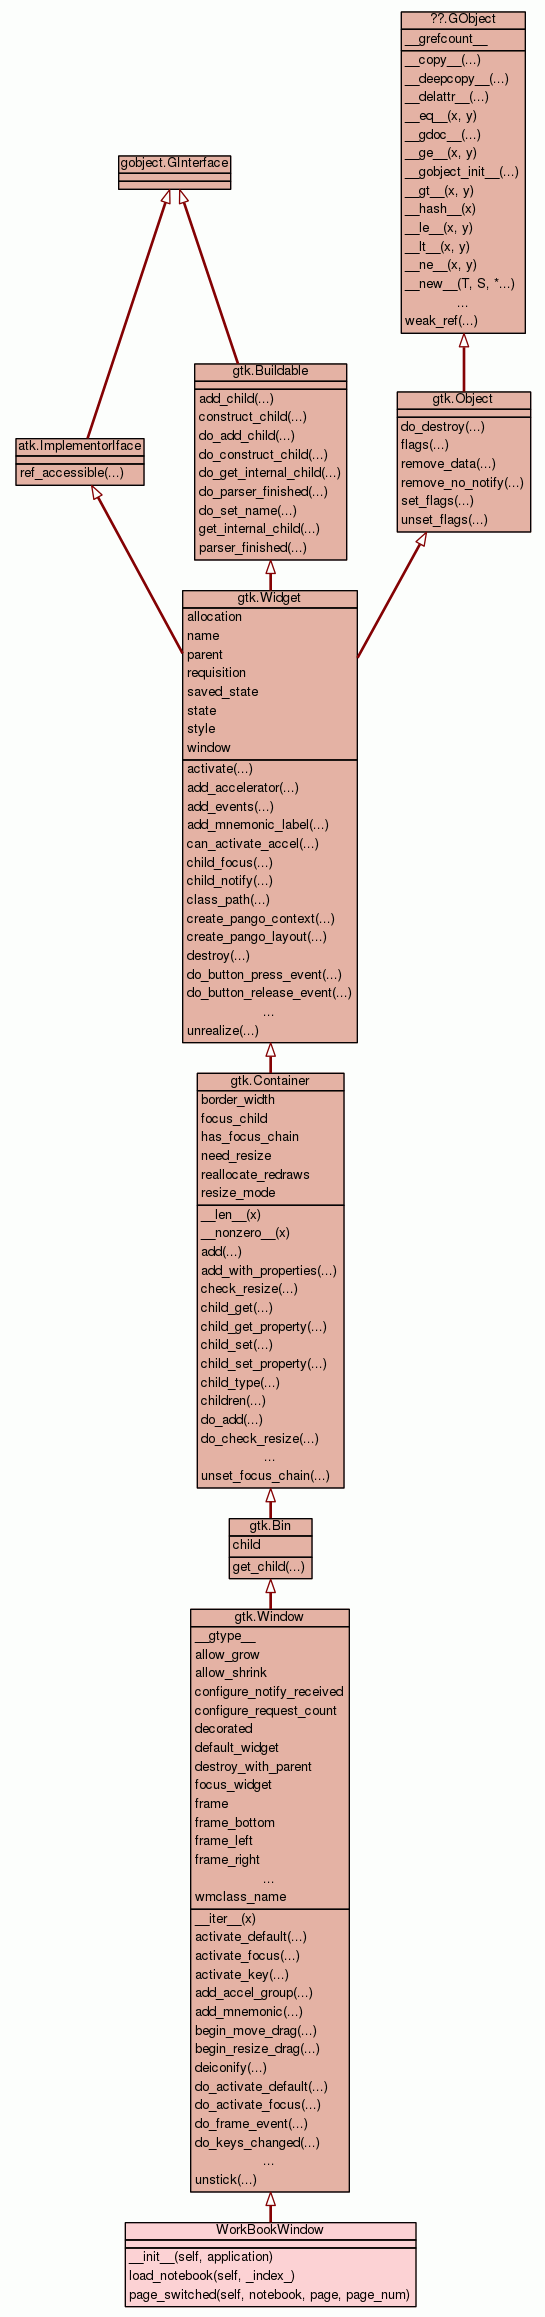 ??.GObject
__grefcount__
__copy__(...)
__deepcopy__(...)
__delattr__(...)
__eq__(x, y)
__gdoc__(...)
__ge__(x, y)
__gobject_init__(...)
__gt__(x, y)
__hash__(x)
__le__(x, y)
__lt__(x, y)
__ne__(x, y)
__new__(T, S, *...)
...
weak_ref(...)
gobject.GInterface
gtk.Buildable
add_child(...)
construct_child(...)
do_add_child(...)
do_construct_child(...)
do_get_internal_child(...)
do_parser_finished(...)
do_set_name(...)
get_internal_child(...)
parser_finished(...)
gtk.Object
do_destroy(...)
flags(...)
remove_data(...)
remove_no_notify(...)
set_flags(...)
unset_flags(...)
atk.ImplementorIface
ref_accessible(...)
gtk.Widget
allocation
name
parent
requisition
saved_state
state
style
window
activate(...)
add_accelerator(...)
add_events(...)
add_mnemonic_label(...)
can_activate_accel(...)
child_focus(...)
child_notify(...)
class_path(...)
create_pango_context(...)
create_pango_layout(...)
destroy(...)
do_button_press_event(...)
do_button_release_event(...)
...
unrealize(...)
gtk.Container
border_width
focus_child
has_focus_chain
need_resize
reallocate_redraws
resize_mode
__len__(x)
__nonzero__(x)
add(...)
add_with_properties(...)
check_resize(...)
child_get(...)
child_get_property(...)
child_set(...)
child_set_property(...)
child_type(...)
children(...)
do_add(...)
do_check_resize(...)
...
unset_focus_chain(...)
gtk.Bin
child
get_child(...)
gtk.Window
__gtype__
allow_grow
allow_shrink
configure_notify_received
configure_request_count
decorated
default_widget
destroy_with_parent
focus_widget
frame
frame_bottom
frame_left
frame_right
...
wmclass_name
__iter__(x)
activate_default(...)
activate_focus(...)
activate_key(...)
add_accel_group(...)
add_mnemonic(...)
begin_move_drag(...)
begin_resize_drag(...)
deiconify(...)
do_activate_default(...)
do_activate_focus(...)
do_frame_event(...)
do_keys_changed(...)
...
unstick(...)
WorkBookWindow
__init__(self, application)
load_notebook(self, _index_)
page_switched(self, notebook, page, page_num)